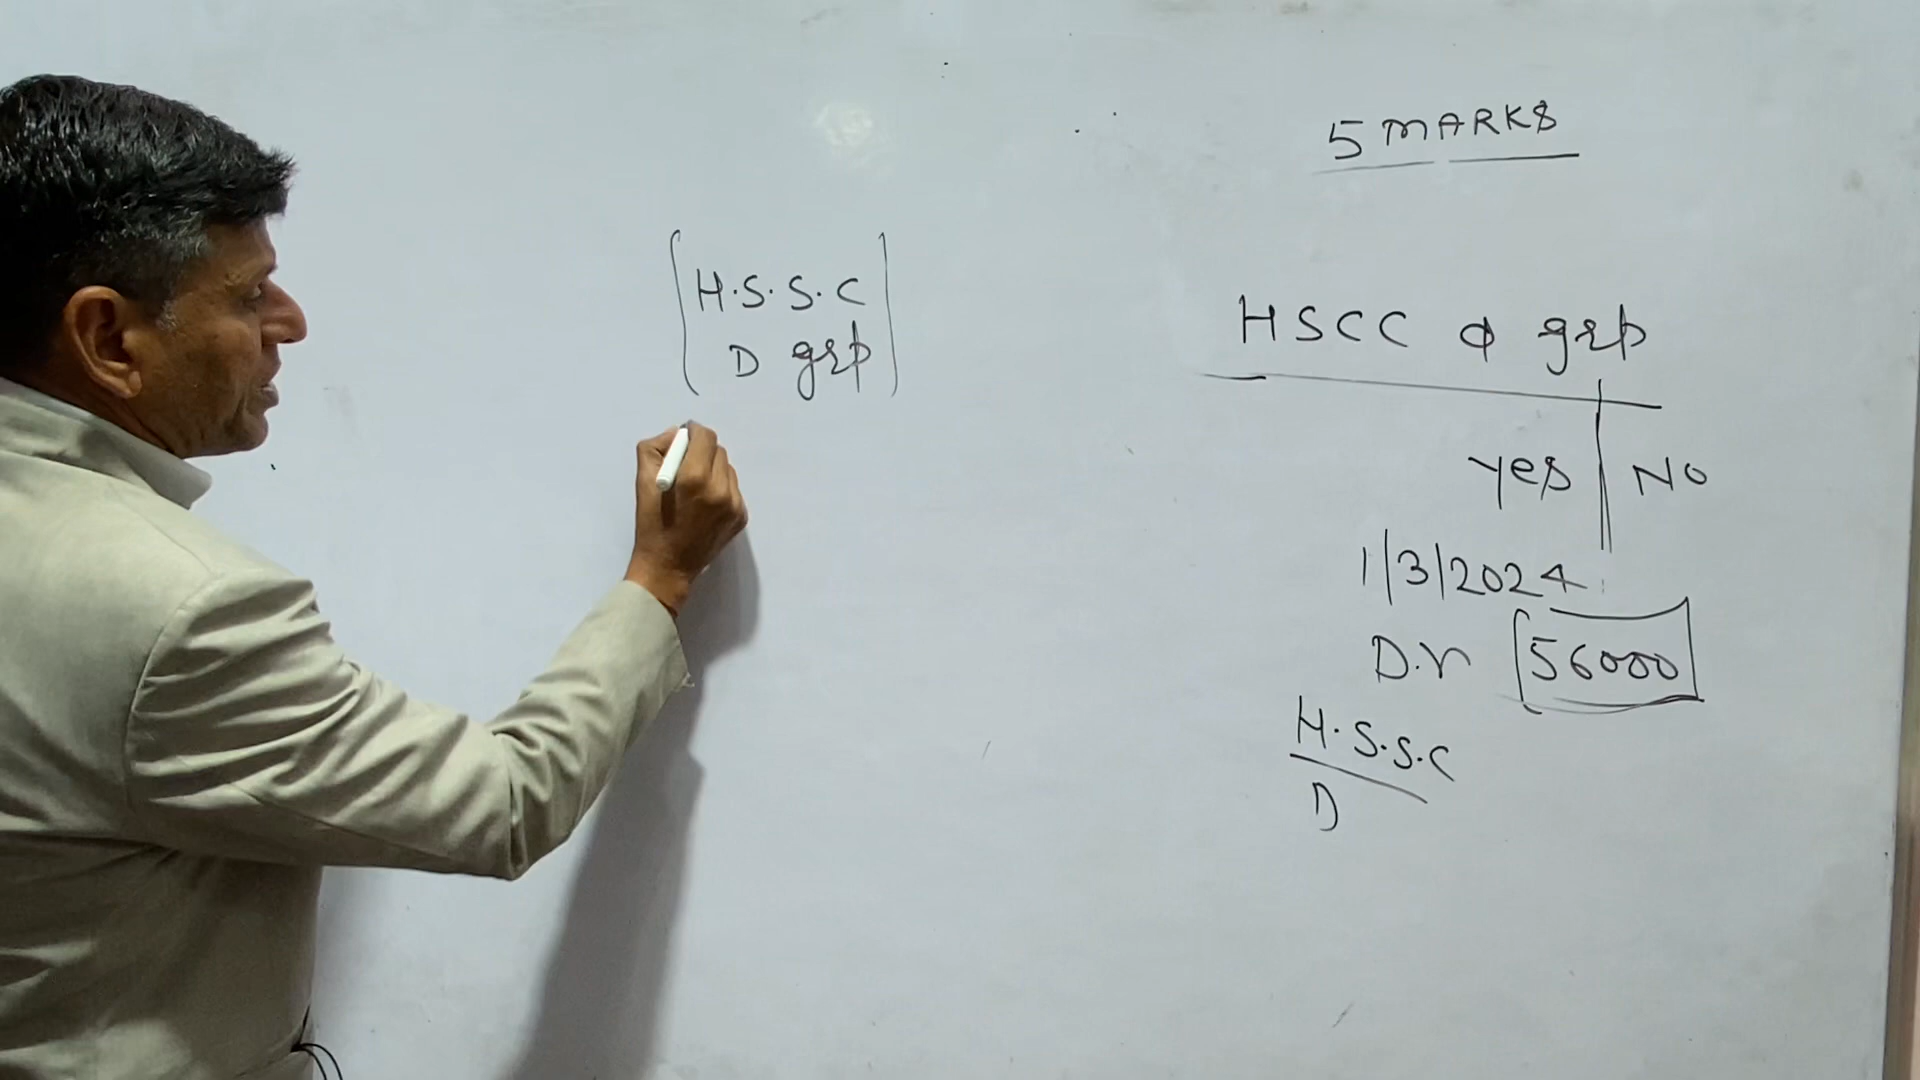 5 MARKS
H.S.S.C
D grp
HSCC D grp
Yes No
1/3/2024
D.V 56000
H.S.S.C
D